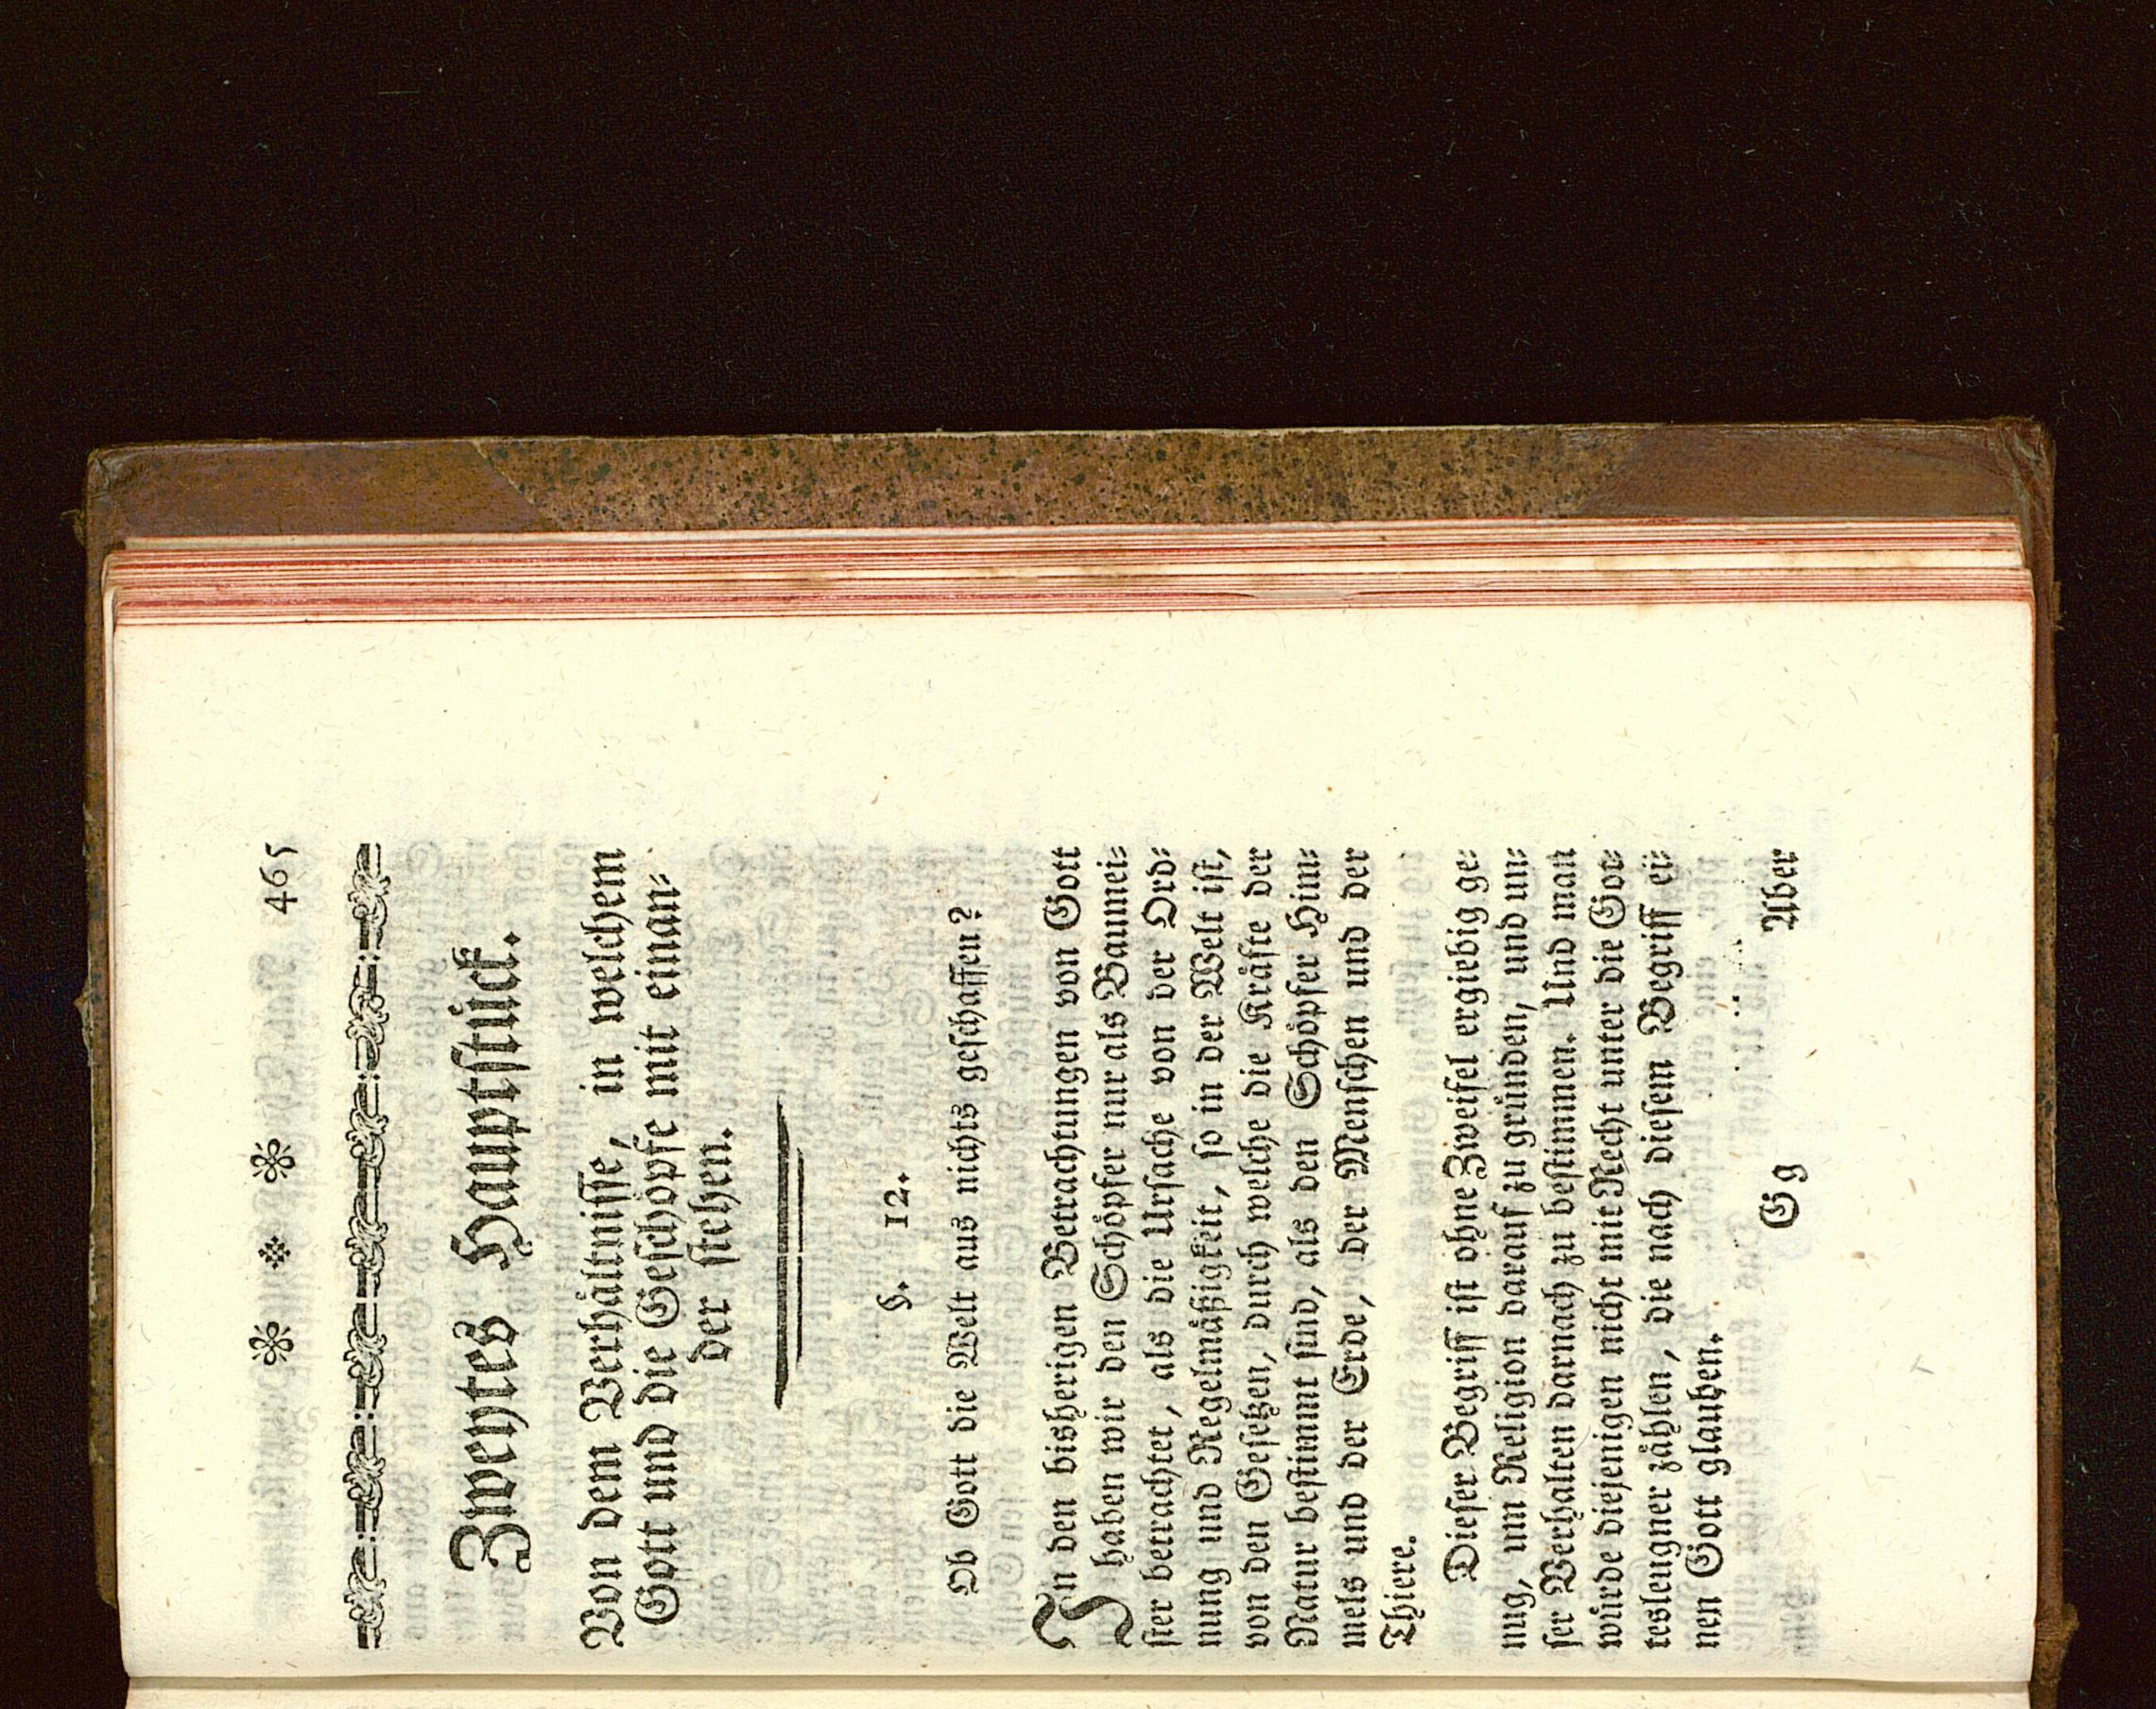 ❀ ※ ❀ 465
Zweytes Hauptstück.
Von dem Verhältnisse, in welchem
Gott und die Geschöpfe mit einan-
der stehen.
§. 12.
Ob Gott die Welt aus nichts geschaffen?
In den bisherigen Betrachtungen von Gott
haben wir den Schöpfer nur als Baumei-
ster betrachtet, als die Ursache von der Ord-
nung und Regelmäßigkeit, so in der Welt ist,
von den Gesetzen, durch welche die Kräfte der
Natur bestimmt sind, als den Schöpfer Him-
mels und der Erde, der Menschen und der
Thiere.
Dieser Begriff ist ohne Zweifel ergiebig ge-
nug, um Religion darauf zu gründen, und un-
ser Verhalten darnach zu bestimmen. Und man
würde diejenigen nicht mit Recht unter die Got-
tesleugner zählen, die nach diesem Begriff ei-
nen Gott glauben.
Gg Aber